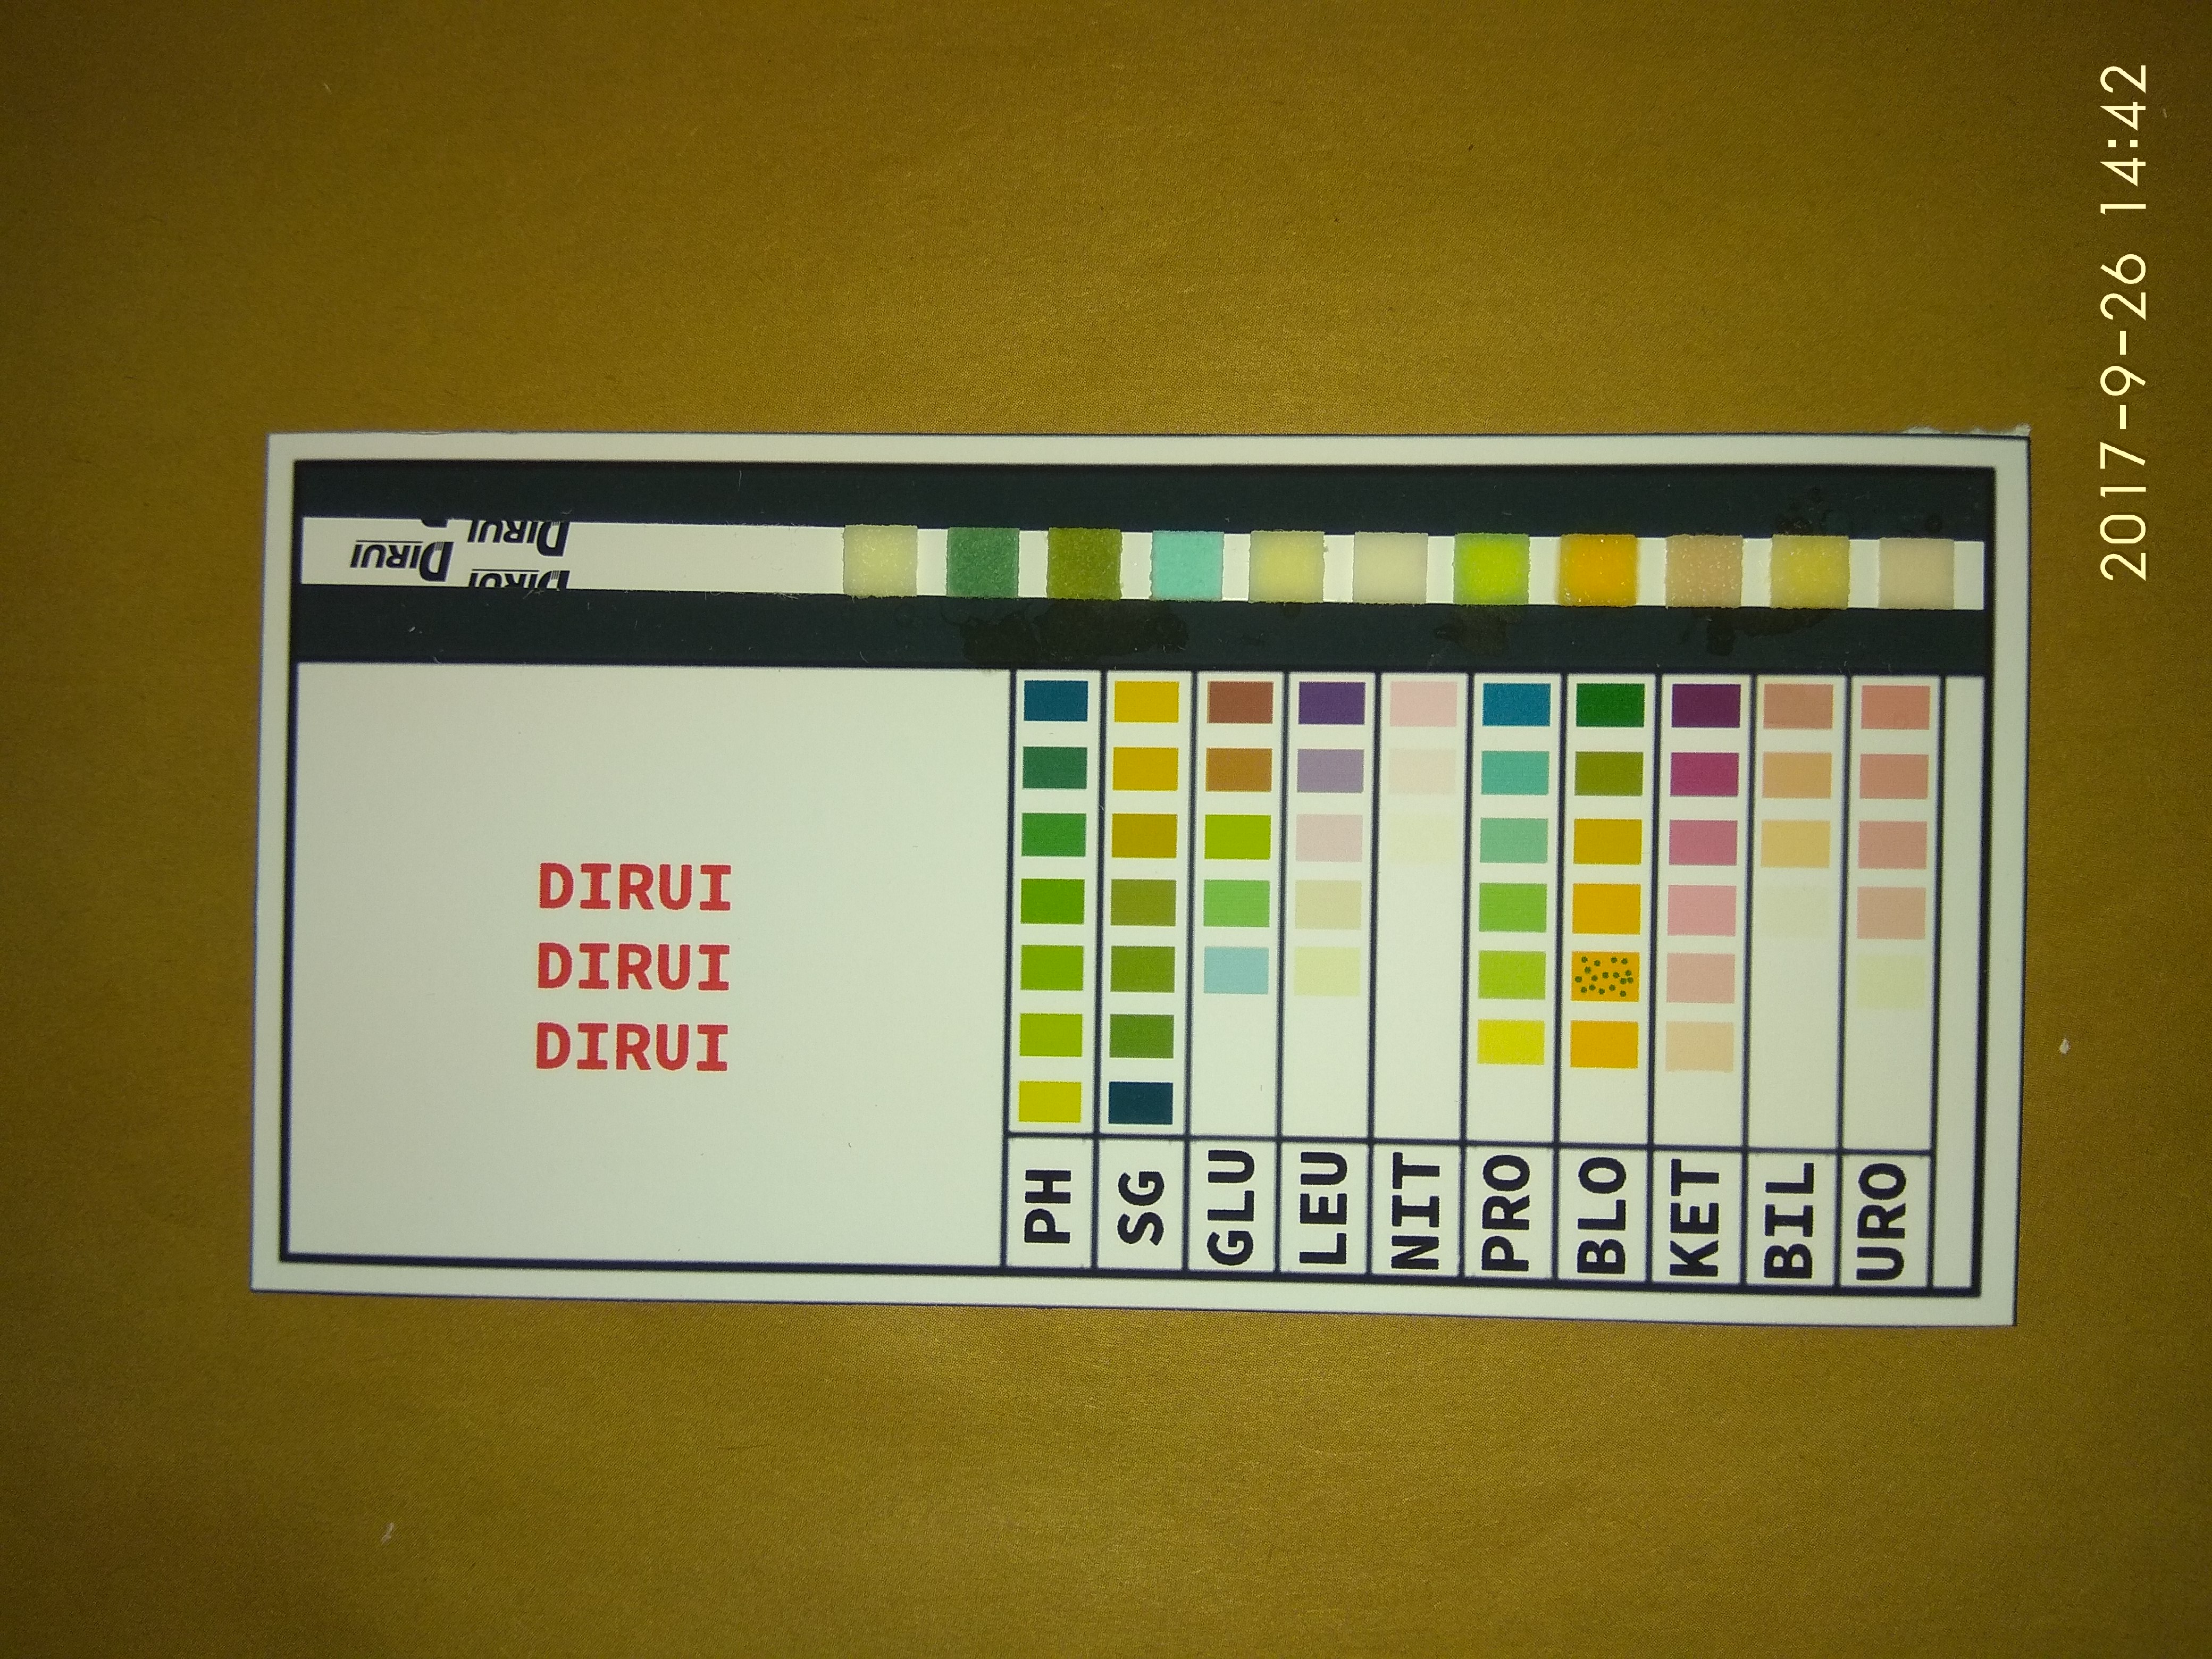 DIRUI
DIRUI
DIRUI
DIRUI
DIRUI
DIRUI
DIRUI
PH
SG
GLU
LEU
NIT
PRO
BLO
KET
BIL
URO
2017-9-26 14:42